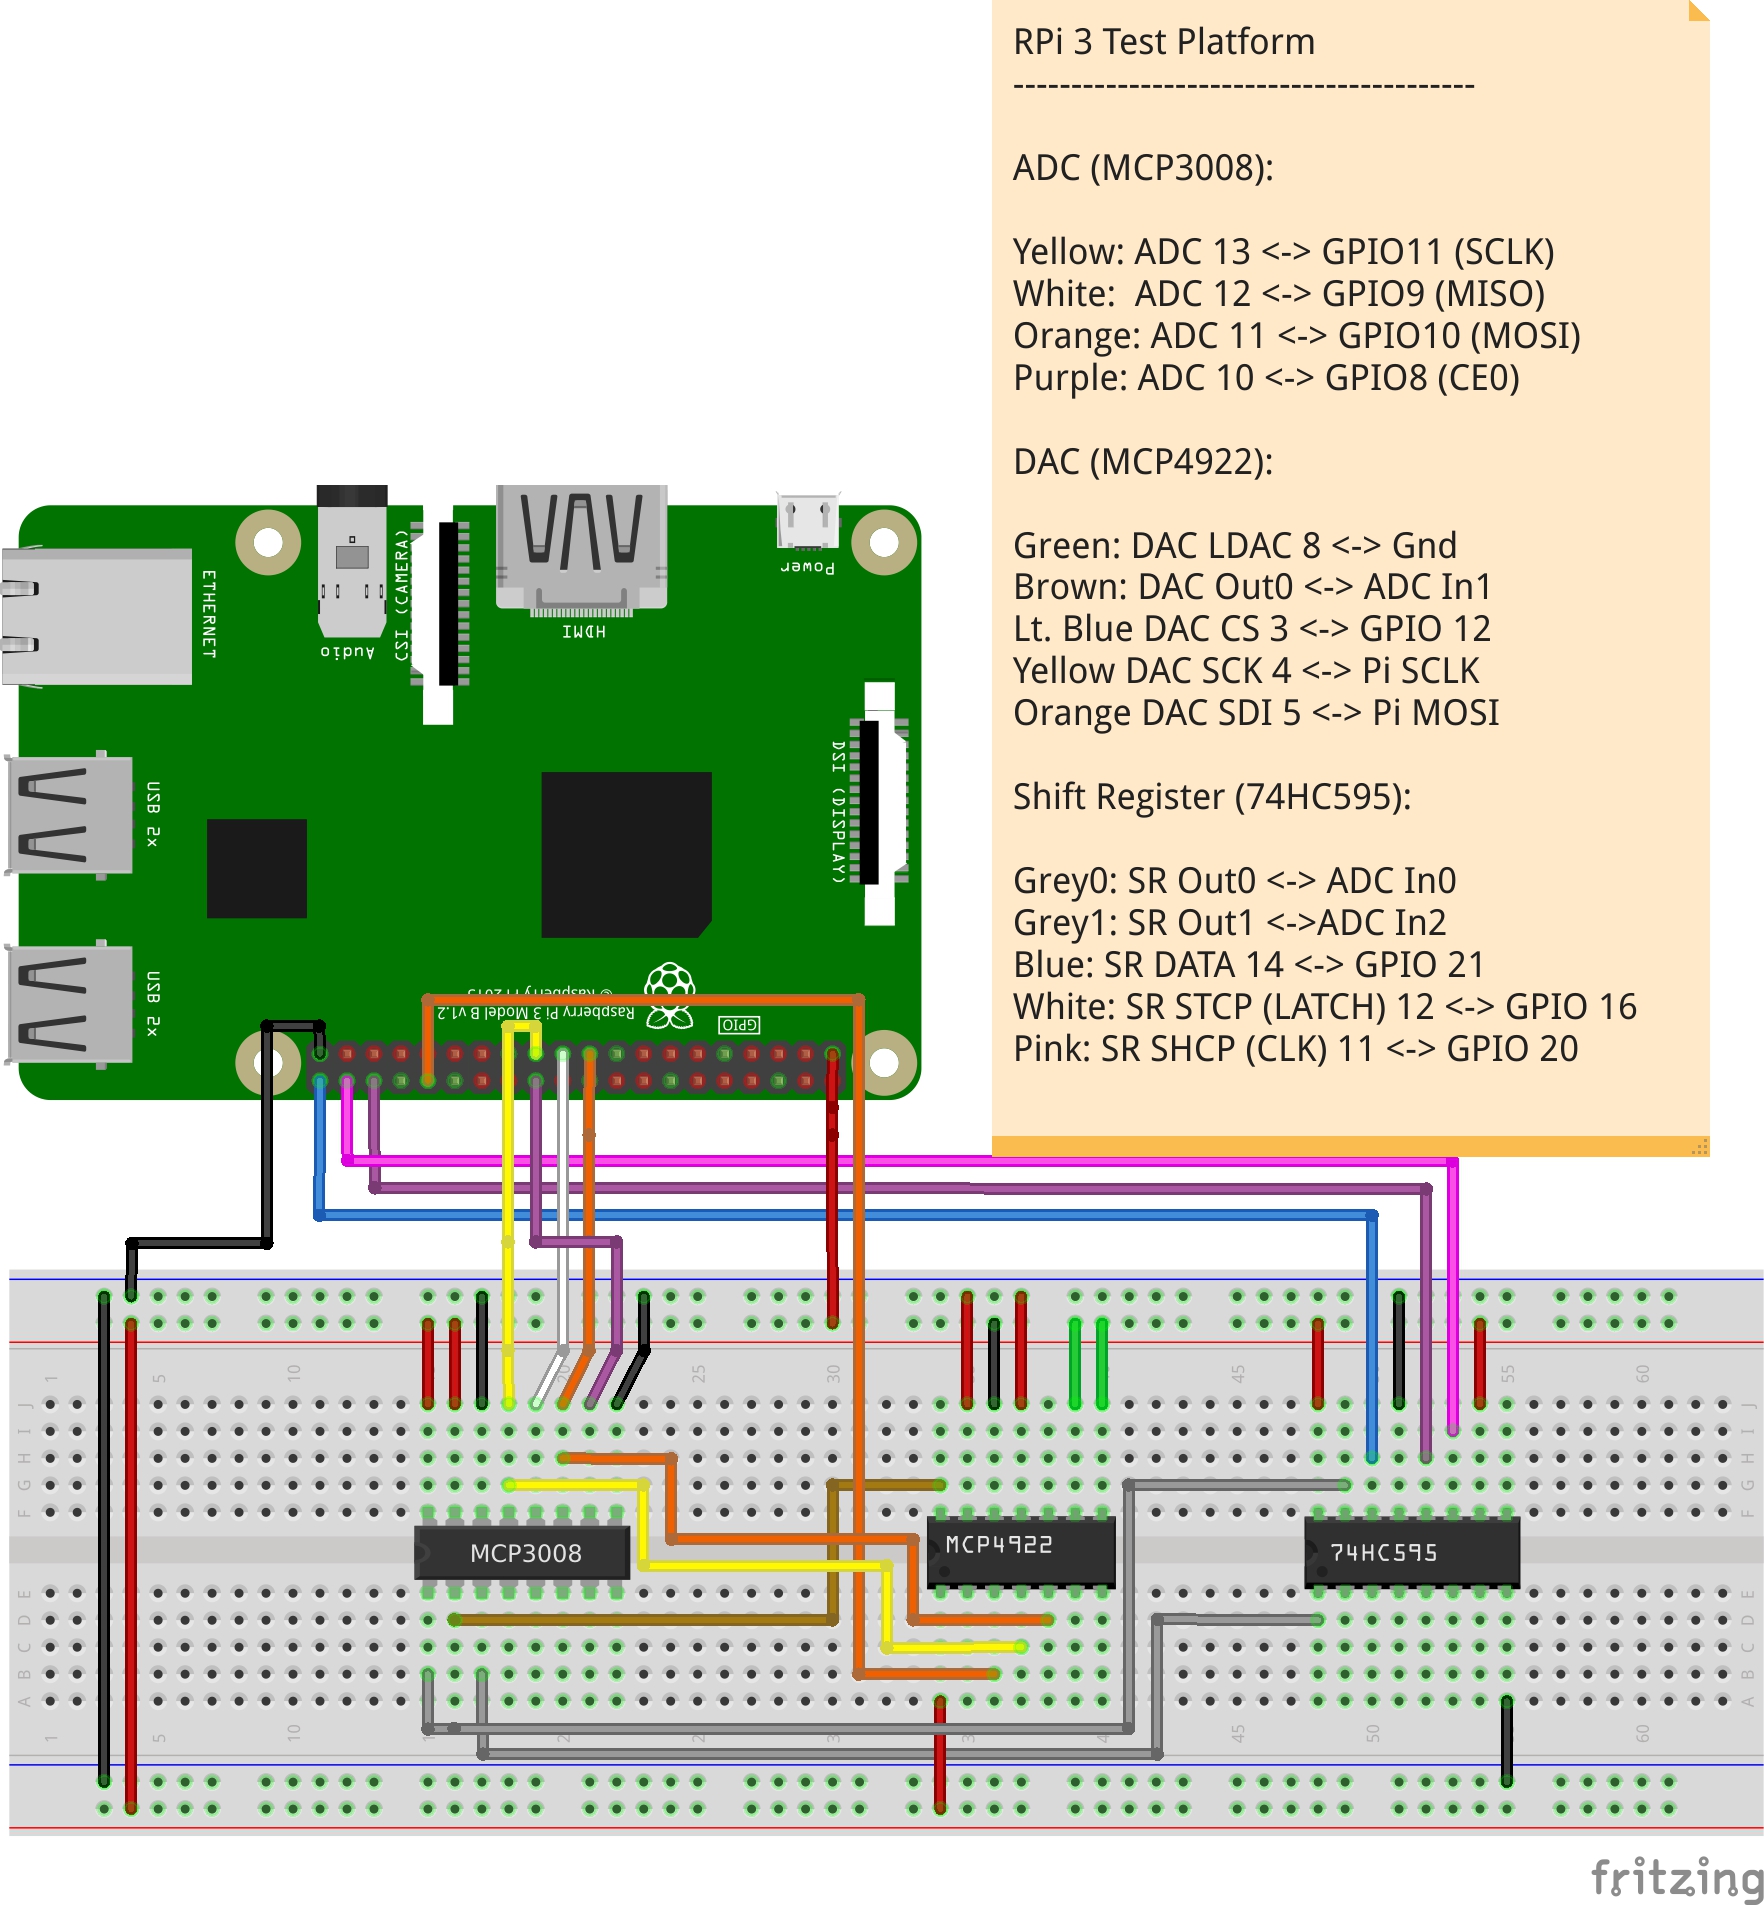 RPi 3 Test Platform
----------------------------------------
ADC (MCP3008):
Yellow: ADC 13 <-> GPIO11 (SCLK)
White:  ADC 12 <-> GPIO9 (MISO)
Orange: ADC 11 <-> GPIO10 (MOSI)
Purple: ADC 10 <-> GPIO8 (CE0)
DAC (MCP4922):
Green: DAC LDAC 8 <-> Gnd
Brown: DAC Out0 <-> ADC In1
Lt. Blue DAC CS 3 <-> GPIO 12
Yellow DAC SCK 4 <-> Pi SCLK
Orange DAC SDI 5 <-> Pi MOSI
Shift Register (74HC595):
Grey0: SR Out0 <-> ADC In0
Grey1: SR Out1 <->ADC In2
Blue: SR DATA 14 <-> GPIO 21
White: SR STCP (LATCH) 12 <-> GPIO 16
Pink: SR SHCP (CLK) 11 <-> GPIO 20
ETHERNET
Audio
CSI (CAMERA)
HDMI
Power
DSI (DISPLAY)
USB 2x
USB 2x
© Raspberry Pi 2015
Raspberry Pi 3 Model B v1.2
GPIO
1 5 10 20 25 30 45 55 60
J J
I I
H H
G G
F F
MCP3008
MCP4922
74HC595
E E
D D
C C
B B
A A
1 5 10 45 50 60
fritzing